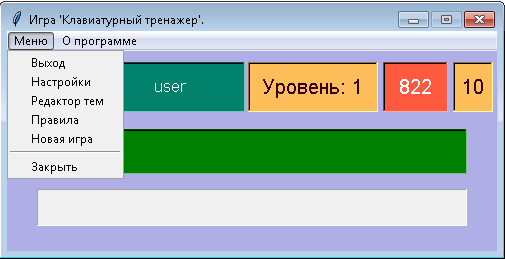 Игра 'Клавиатурный тренажер'.
Меню О программе
Выход
Настройки
Редактор тем
Правила
Новая игра
Закрыть
user Уровень: 1 822 10